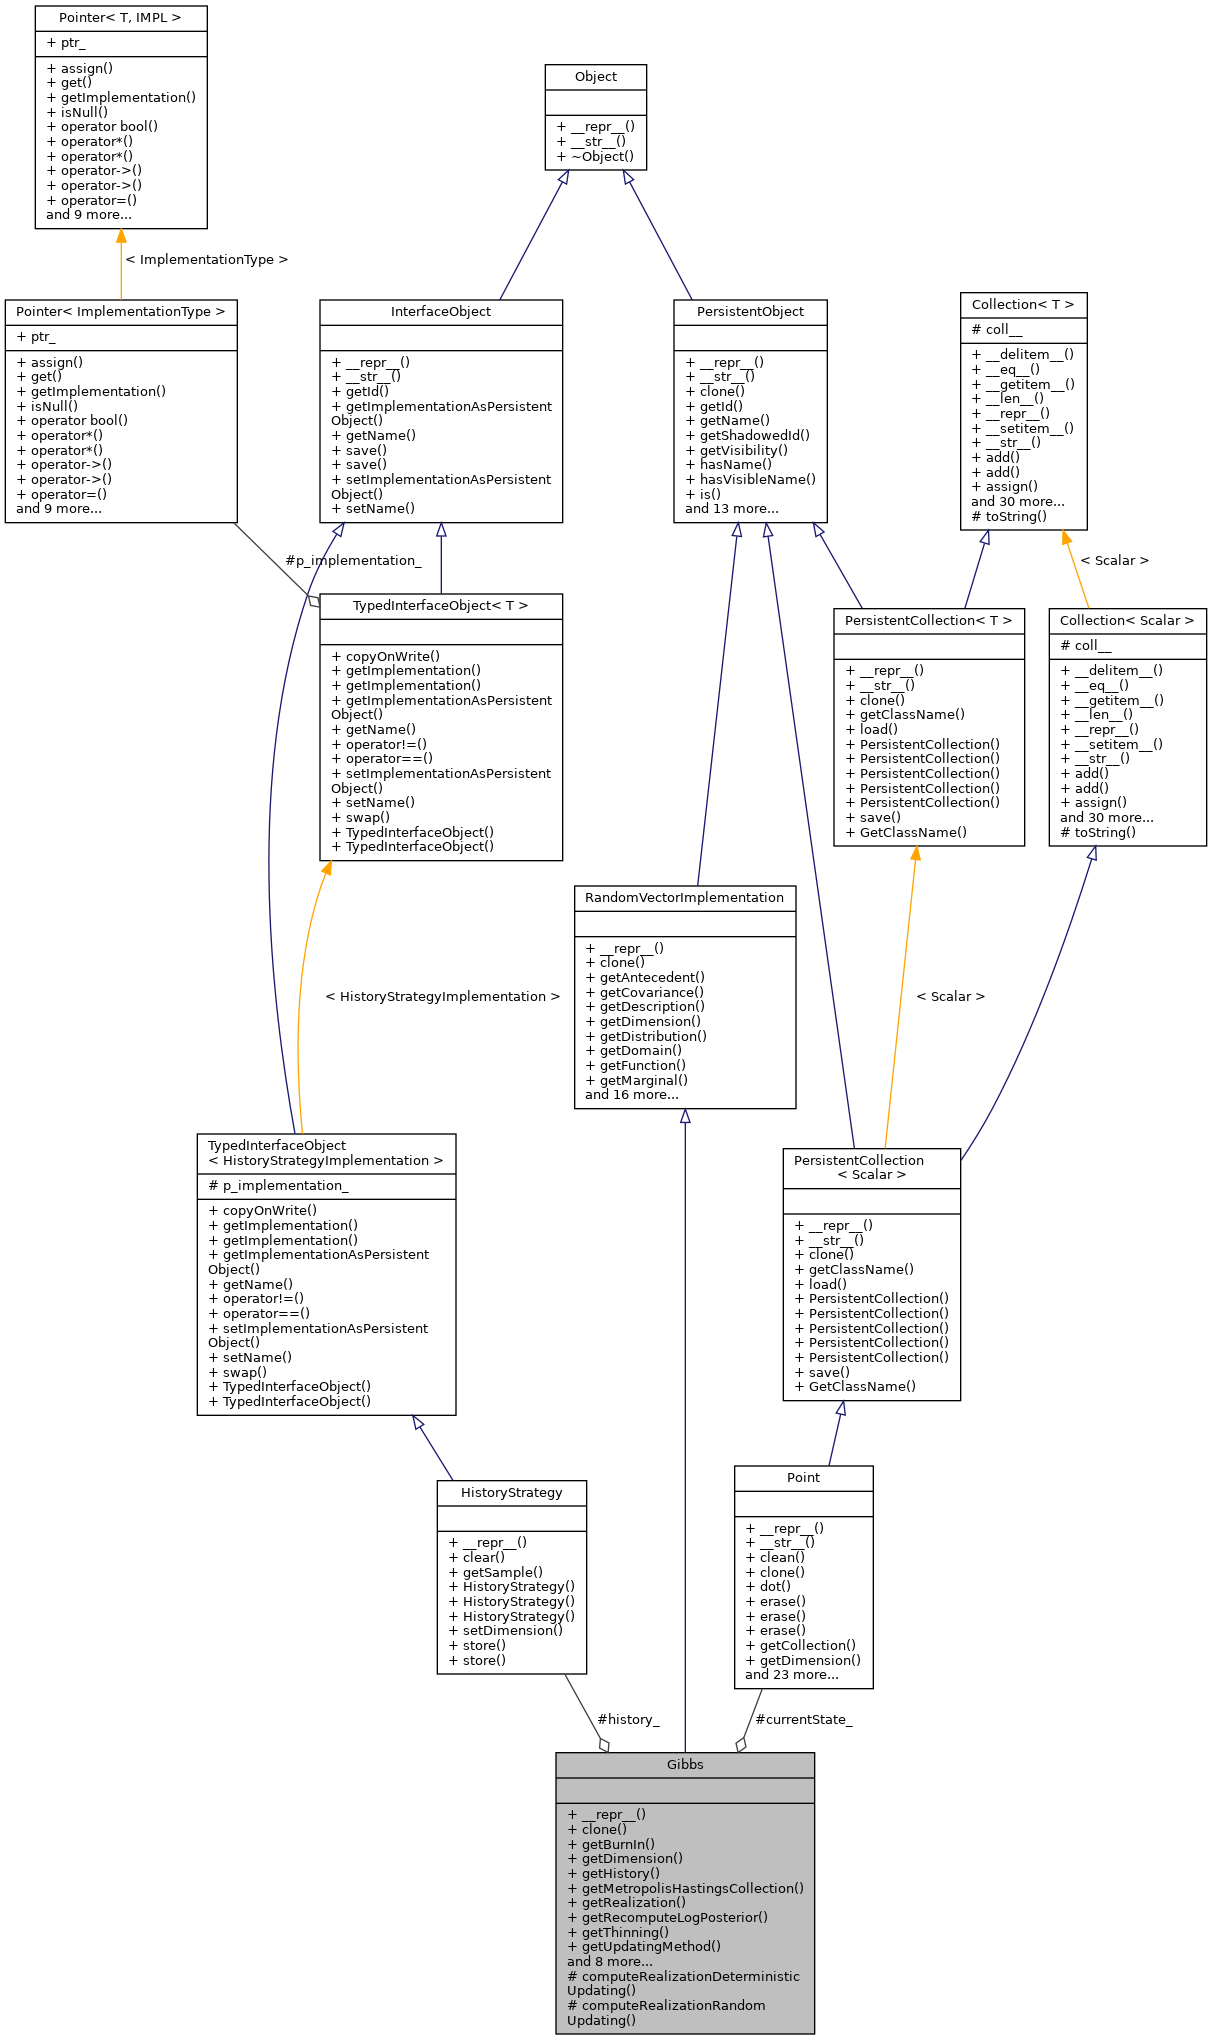 Pointer< T, IMPL >
+ ptr_
+ assign()
+ get()
+ getImplementation()
+ isNull()
+ operator bool()
+ operator*()
+ operator*()
+ operator->()
+ operator->()
+ operator=()
and 9 more...
Object
+ __repr__()
+ __str__()
+ ~Object()
< ImplementationType >
Pointer< ImplementationType >
+ ptr_
+ assign()
+ get()
+ getImplementation()
+ isNull()
+ operator bool()
+ operator*()
+ operator*()
+ operator->()
+ operator->()
+ operator=()
and 9 more...
InterfaceObject
+ __repr__()
+ __str__()
+ getId()
+ getImplementationAsPersistent
Object()
+ getName()
+ save()
+ save()
+ setImplementationAsPersistent
Object()
+ setName()
PersistentObject
+ __repr__()
+ __str__()
+ clone()
+ getId()
+ getName()
+ getShadowedId()
+ getVisibility()
+ hasName()
+ hasVisibleName()
+ is()
and 13 more...
Collection< T >
# coll__
+ __delitem__()
+ __eq__()
+ __getitem__()
+ __len__()
+ __repr__()
+ __setitem__()
+ __str__()
+ add()
+ add()
+ assign()
and 30 more...
# toString()
#p_implementation_
< Scalar >
TypedInterfaceObject< T >
+ copyOnWrite()
+ getImplementation()
+ getImplementation()
+ getImplementationAsPersistent
Object()
+ getName()
+ operator!=()
+ operator==()
+ setImplementationAsPersistent
Object()
+ setName()
+ swap()
+ TypedInterfaceObject()
+ TypedInterfaceObject()
PersistentCollection< T >
+ __repr__()
+ __str__()
+ clone()
+ getClassName()
+ load()
+ PersistentCollection()
+ PersistentCollection()
+ PersistentCollection()
+ PersistentCollection()
+ PersistentCollection()
+ save()
+ GetClassName()
Collection< Scalar >
# coll__
+ __delitem__()
+ __eq__()
+ __getitem__()
+ __len__()
+ __repr__()
+ __setitem__()
+ __str__()
+ add()
+ add()
+ assign()
and 30 more...
# toString()
RandomVectorImplementation
+ __repr__()
+ clone()
+ getAntecedent()
+ getCovariance()
+ getDescription()
+ getDimension()
+ getDistribution()
+ getDomain()
+ getFunction()
+ getMarginal()
and 16 more...
< HistoryStrategyImplementation >
< Scalar >
TypedInterfaceObject
< HistoryStrategyImplementation >
# p_implementation_
+ copyOnWrite()
+ getImplementation()
+ getImplementation()
+ getImplementationAsPersistent
Object()
+ getName()
+ operator!=()
+ operator==()
+ setImplementationAsPersistent
Object()
+ setName()
+ swap()
+ TypedInterfaceObject()
+ TypedInterfaceObject()
PersistentCollection
< Scalar >
+ __repr__()
+ __str__()
+ clone()
+ getClassName()
+ load()
+ PersistentCollection()
+ PersistentCollection()
+ PersistentCollection()
+ PersistentCollection()
+ PersistentCollection()
+ save()
+ GetClassName()
HistoryStrategy
+ __repr__()
+ clear()
+ getSample()
+ HistoryStrategy()
+ HistoryStrategy()
+ HistoryStrategy()
+ setDimension()
+ store()
+ store()
Point
+ __repr__()
+ __str__()
+ clean()
+ clone()
+ dot()
+ erase()
+ erase()
+ erase()
+ getCollection()
+ getDimension()
and 23 more...
#history_
#currentState_
Gibbs
+ __repr__()
+ clone()
+ getBurnIn()
+ getDimension()
+ getHistory()
+ getMetropolisHastingsCollection()
+ getRealization()
+ getRecomputeLogPosterior()
+ getThinning()
+ getUpdatingMethod()
and 8 more...
# computeRealizationDeterministic
Updating()
# computeRealizationRandom
Updating()